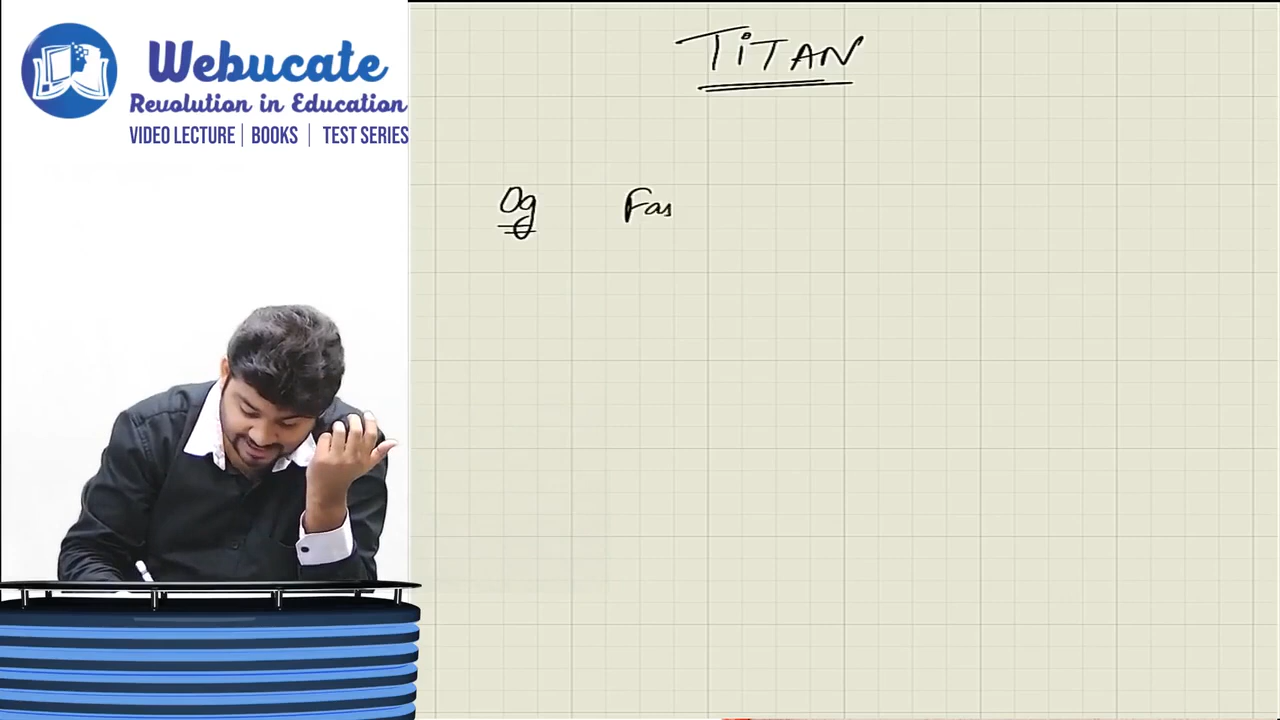 Webucate
Revolution in Education
VIDEO LECTURE | BOOKS | TEST SERIES
TiTAN
Og Fas